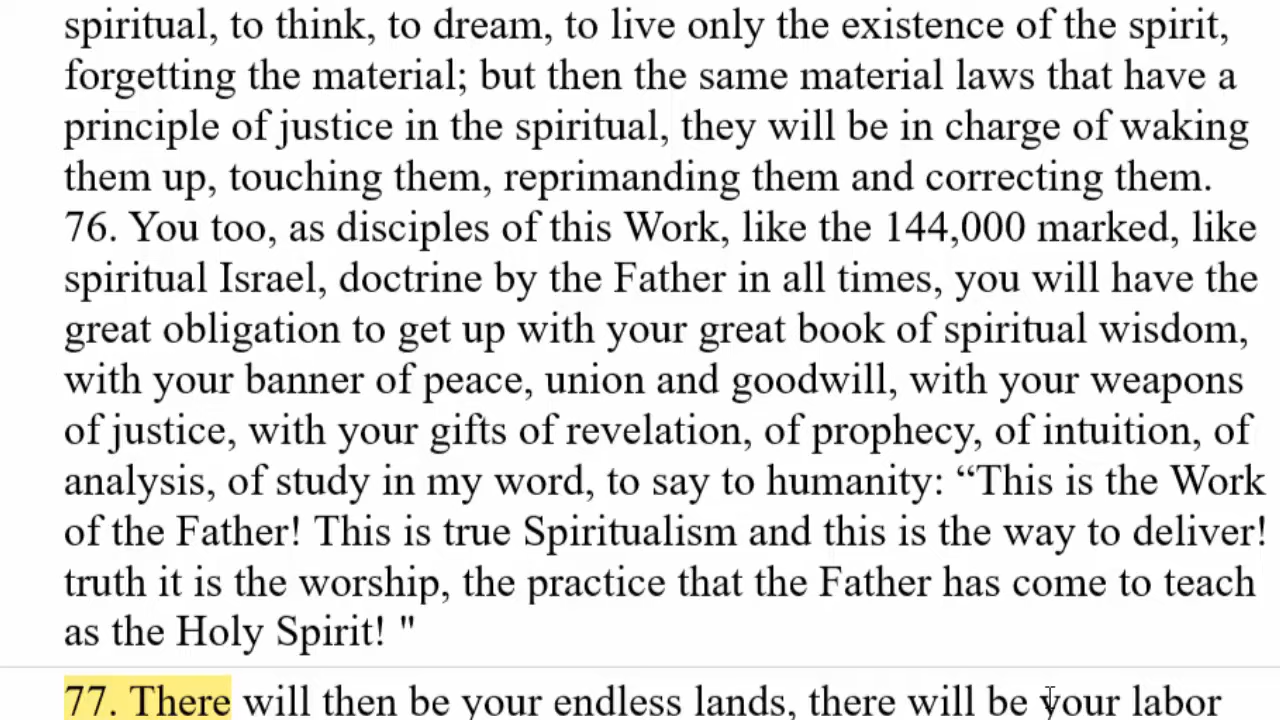 spiritual, to think, to dream, to live only the existence of the spirit,
forgetting the material; but then the same material laws that have a
principle of justice in the spiritual, they will be in charge of waking
them up, touching them, reprimanding them and correcting them.
76. You too, as disciples of this Work, like the 144,000 marked, like
spiritual Israel, doctrine by the Father in all times, you will have the
great obligation to get up with your great book of spiritual wisdom,
with your banner of peace, union and goodwill, with your weapons
of justice, with your gifts of revelation, of prophecy, of intuition, of
analysis, of study in my word, to say to humanity: “This is the Work
of the Father! This is true Spiritualism and this is the way to deliver!
truth it is the worship, the practice that the Father has come to teach
as the Holy Spirit! "
77. There will then be your endless lands, there will be your labor